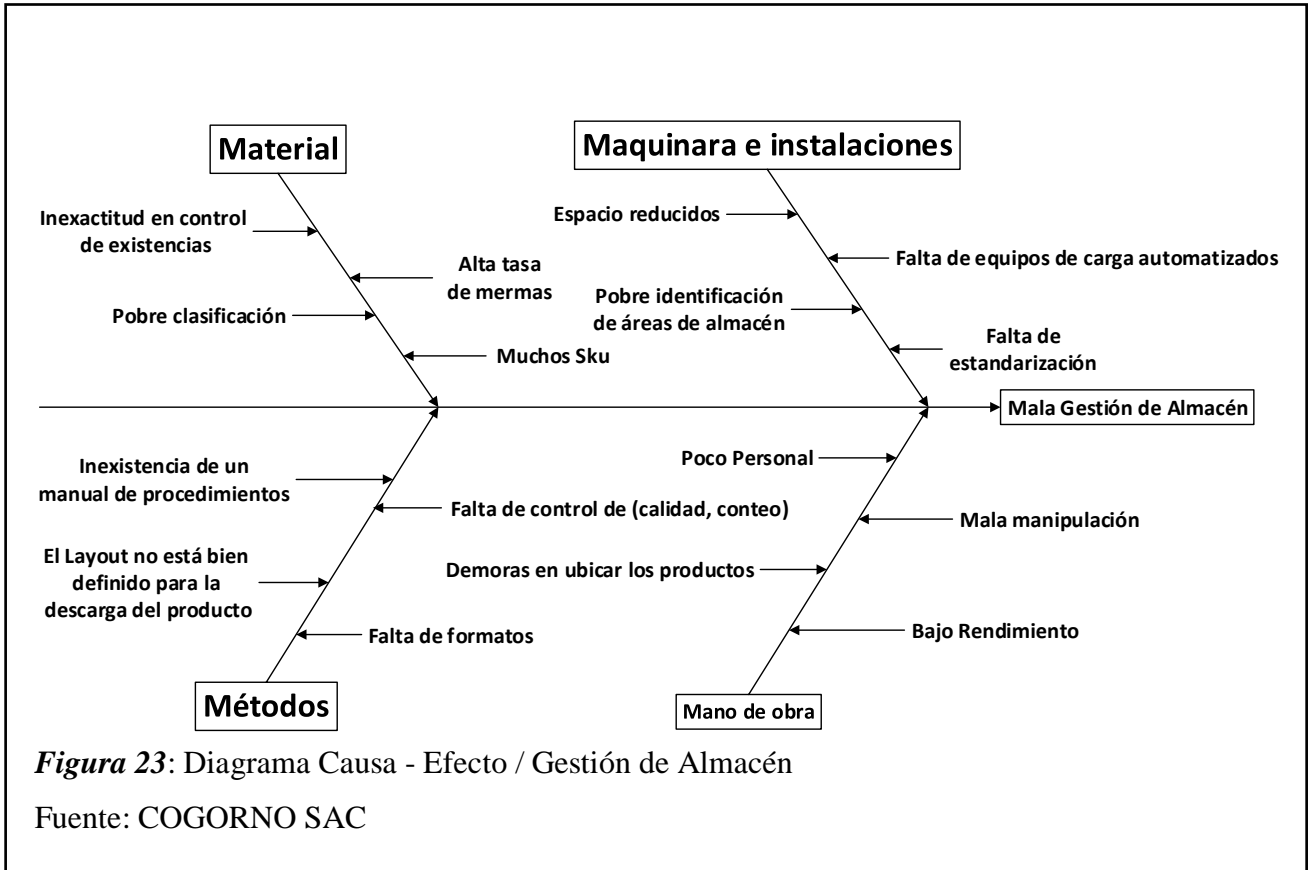 Material
Maquinara e instalaciones
Inexactitud en control
de existencias
Alta tasa
de mermas
Pobre clasificación
Muchos Sku
Espacio reducidos
Falta de equipos de carga automatizados
Pobre identificación
de áreas de almacén
Falta de
estandarización
Mala Gestión de Almacén
Inexistencia de un
manual de procedimientos
Falta de control de (calidad, conteo)
El Layout no está bien
definido para la
descarga del producto
Falta de formatos
Métodos
Poco Personal
Mala manipulación
Demoras en ubicar los productos
Bajo Rendimiento
Mano de obra
Figura 23: Diagrama Causa - Efecto / Gestión de Almacén
Fuente: COGORNO SAC